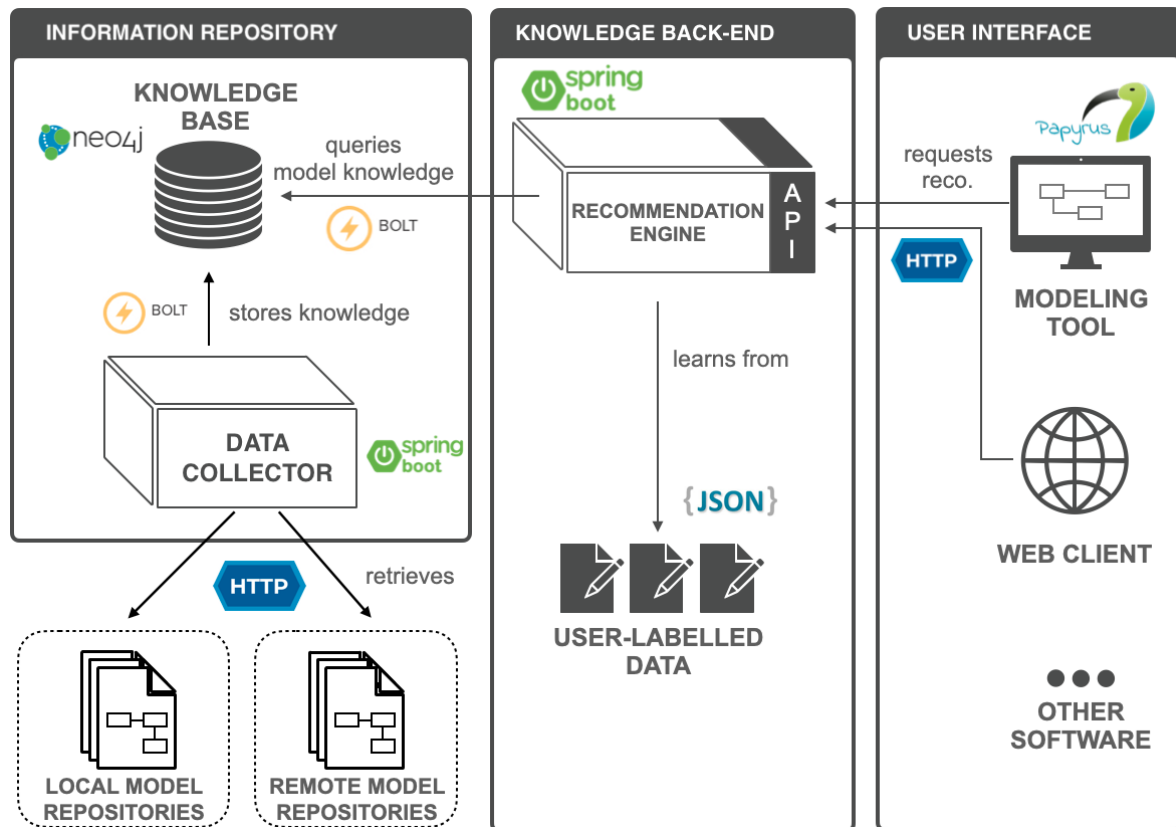 INFORMATION REPOSITORY
KNOWLEDGE
BASE
neo4j
queries
model knowledge
BOLT
BOLT
stores knowledge
DATA
COLLECTOR
spring
boot
HTTP
retrieves
LOCAL MODEL
REPOSITORIES
REMOTE MODEL
REPOSITORIES
KNOWLEDGE BACK-END
spring
boot
RECOMMENDATION
ENGINE
A
P
I
learns from
{JSON}
USER-LABELLED
DATA
USER INTERFACE
Papyrus
requests
reco.
HTTP
MODELING
TOOL
WEB CLIENT
OTHER
SOFTWARE